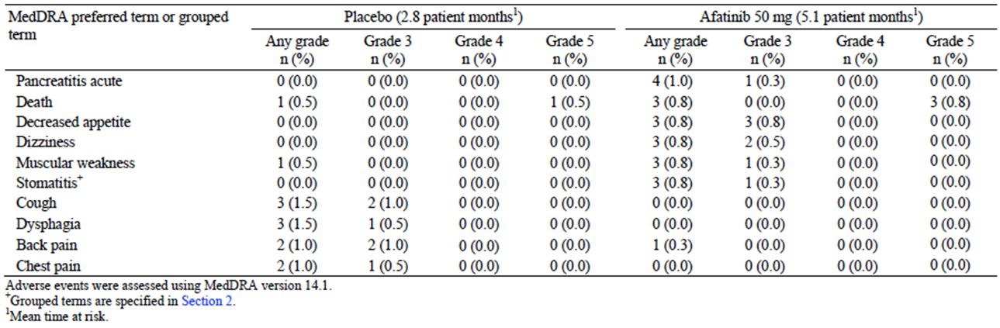 MedDRA preferred term or grouped term Placebo (2.8 patient months1) Afatinib 50 mg (5.1 patient months1)
Any grade n (%) Grade 3 n (%) Grade 4 n (%) Grade 5 n (%) Any grade n (%) Grade 3 n (%) Grade 4 n (%) Grade 5 n (%)
Pancreatitis acute 0 (0.0) 0 (0.0) 0 (0.0) 0 (0.0) 4 (1.0) 1 (0.3) 0 (0.0) 0 (0.0)
Death 1 (0.5) 0 (0.0) 0 (0.0) 1 (0.5) 3 (0.8) 0 (0.0) 0 (0.0) 3 (0.8)
Decreased appetite 0 (0.0) 0 (0.0) 0 (0.0) 0 (0.0) 3 (0.8) 3 (0.8) 0 (0.0) 0 (0.0)
Dizziness 0 (0.0) 0 (0.0) 0 (0.0) 0 (0.0) 3 (0.8) 2 (0.5) 0 (0.0) 0 (0.0)
Muscular weakness 1 (0.5) 0 (0.0) 0 (0.0) 0 (0.0) 3 (0.8) 1 (0.3) 0 (0.0) 0 (0.0)
Stomatitis+ 0 (0.0) 0 (0.0) 0 (0.0) 0 (0.0) 3 (0.8) 1 (0.3) 0 (0.0) 0 (0.0)
Cough 3 (1.5) 2 (1.0) 0 (0.0) 0 (0.0) 0 (0.0) 0 (0.0) 0 (0.0) 0 (0.0)
Dysphagia 3 (1.5) 1 (0.5) 0 (0.0) 0 (0.0) 0 (0.0) 0 (0.0) 0 (0.0) 0 (0.0)
Back pain 2 (1.0) 2 (1.0) 0 (0.0) 0 (0.0) 1 (0.3) 0 (0.0) 0 (0.0) 0 (0.0)
Chest pain 2 (1.0) 1 (0.5) 0 (0.0) 0 (0.0) 0 (0.0) 0 (0.0) 0 (0.0) 0 (0.0)
Adverse events were assessed using MedDRA version 14.1.
+Grouped terms are specified in Section 2.
1Mean time at risk.